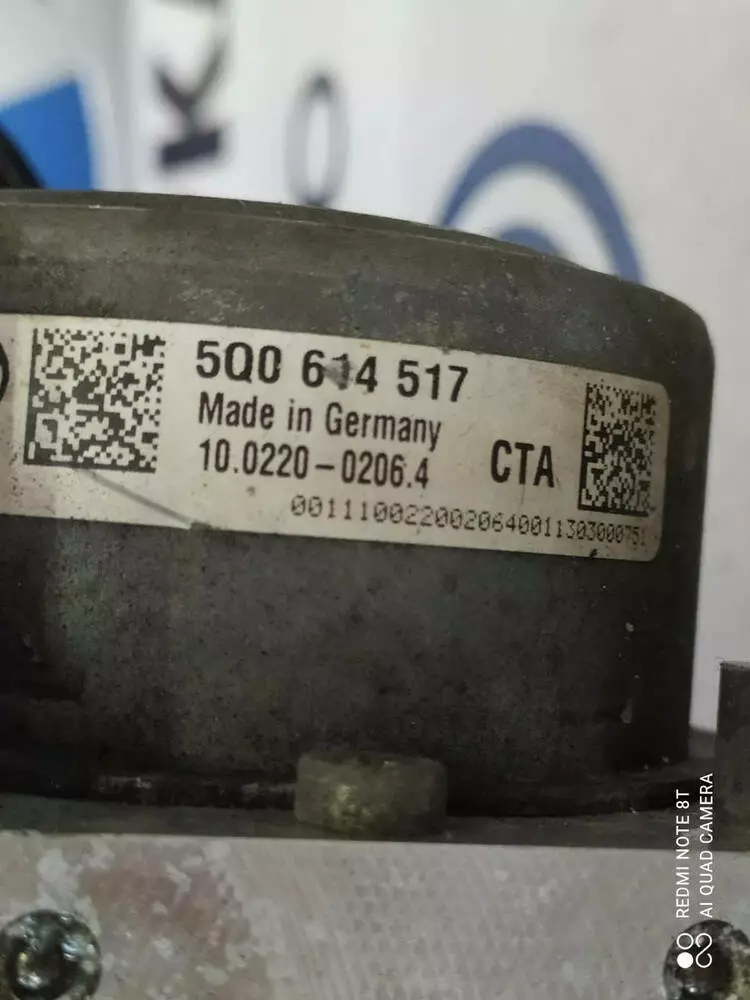 5Q0 614 517
Made in Germany
10.0220-0206.4
CTA
0011100220020640011303000751
REDMI NOTE 8T
AI QUAD CAMERA